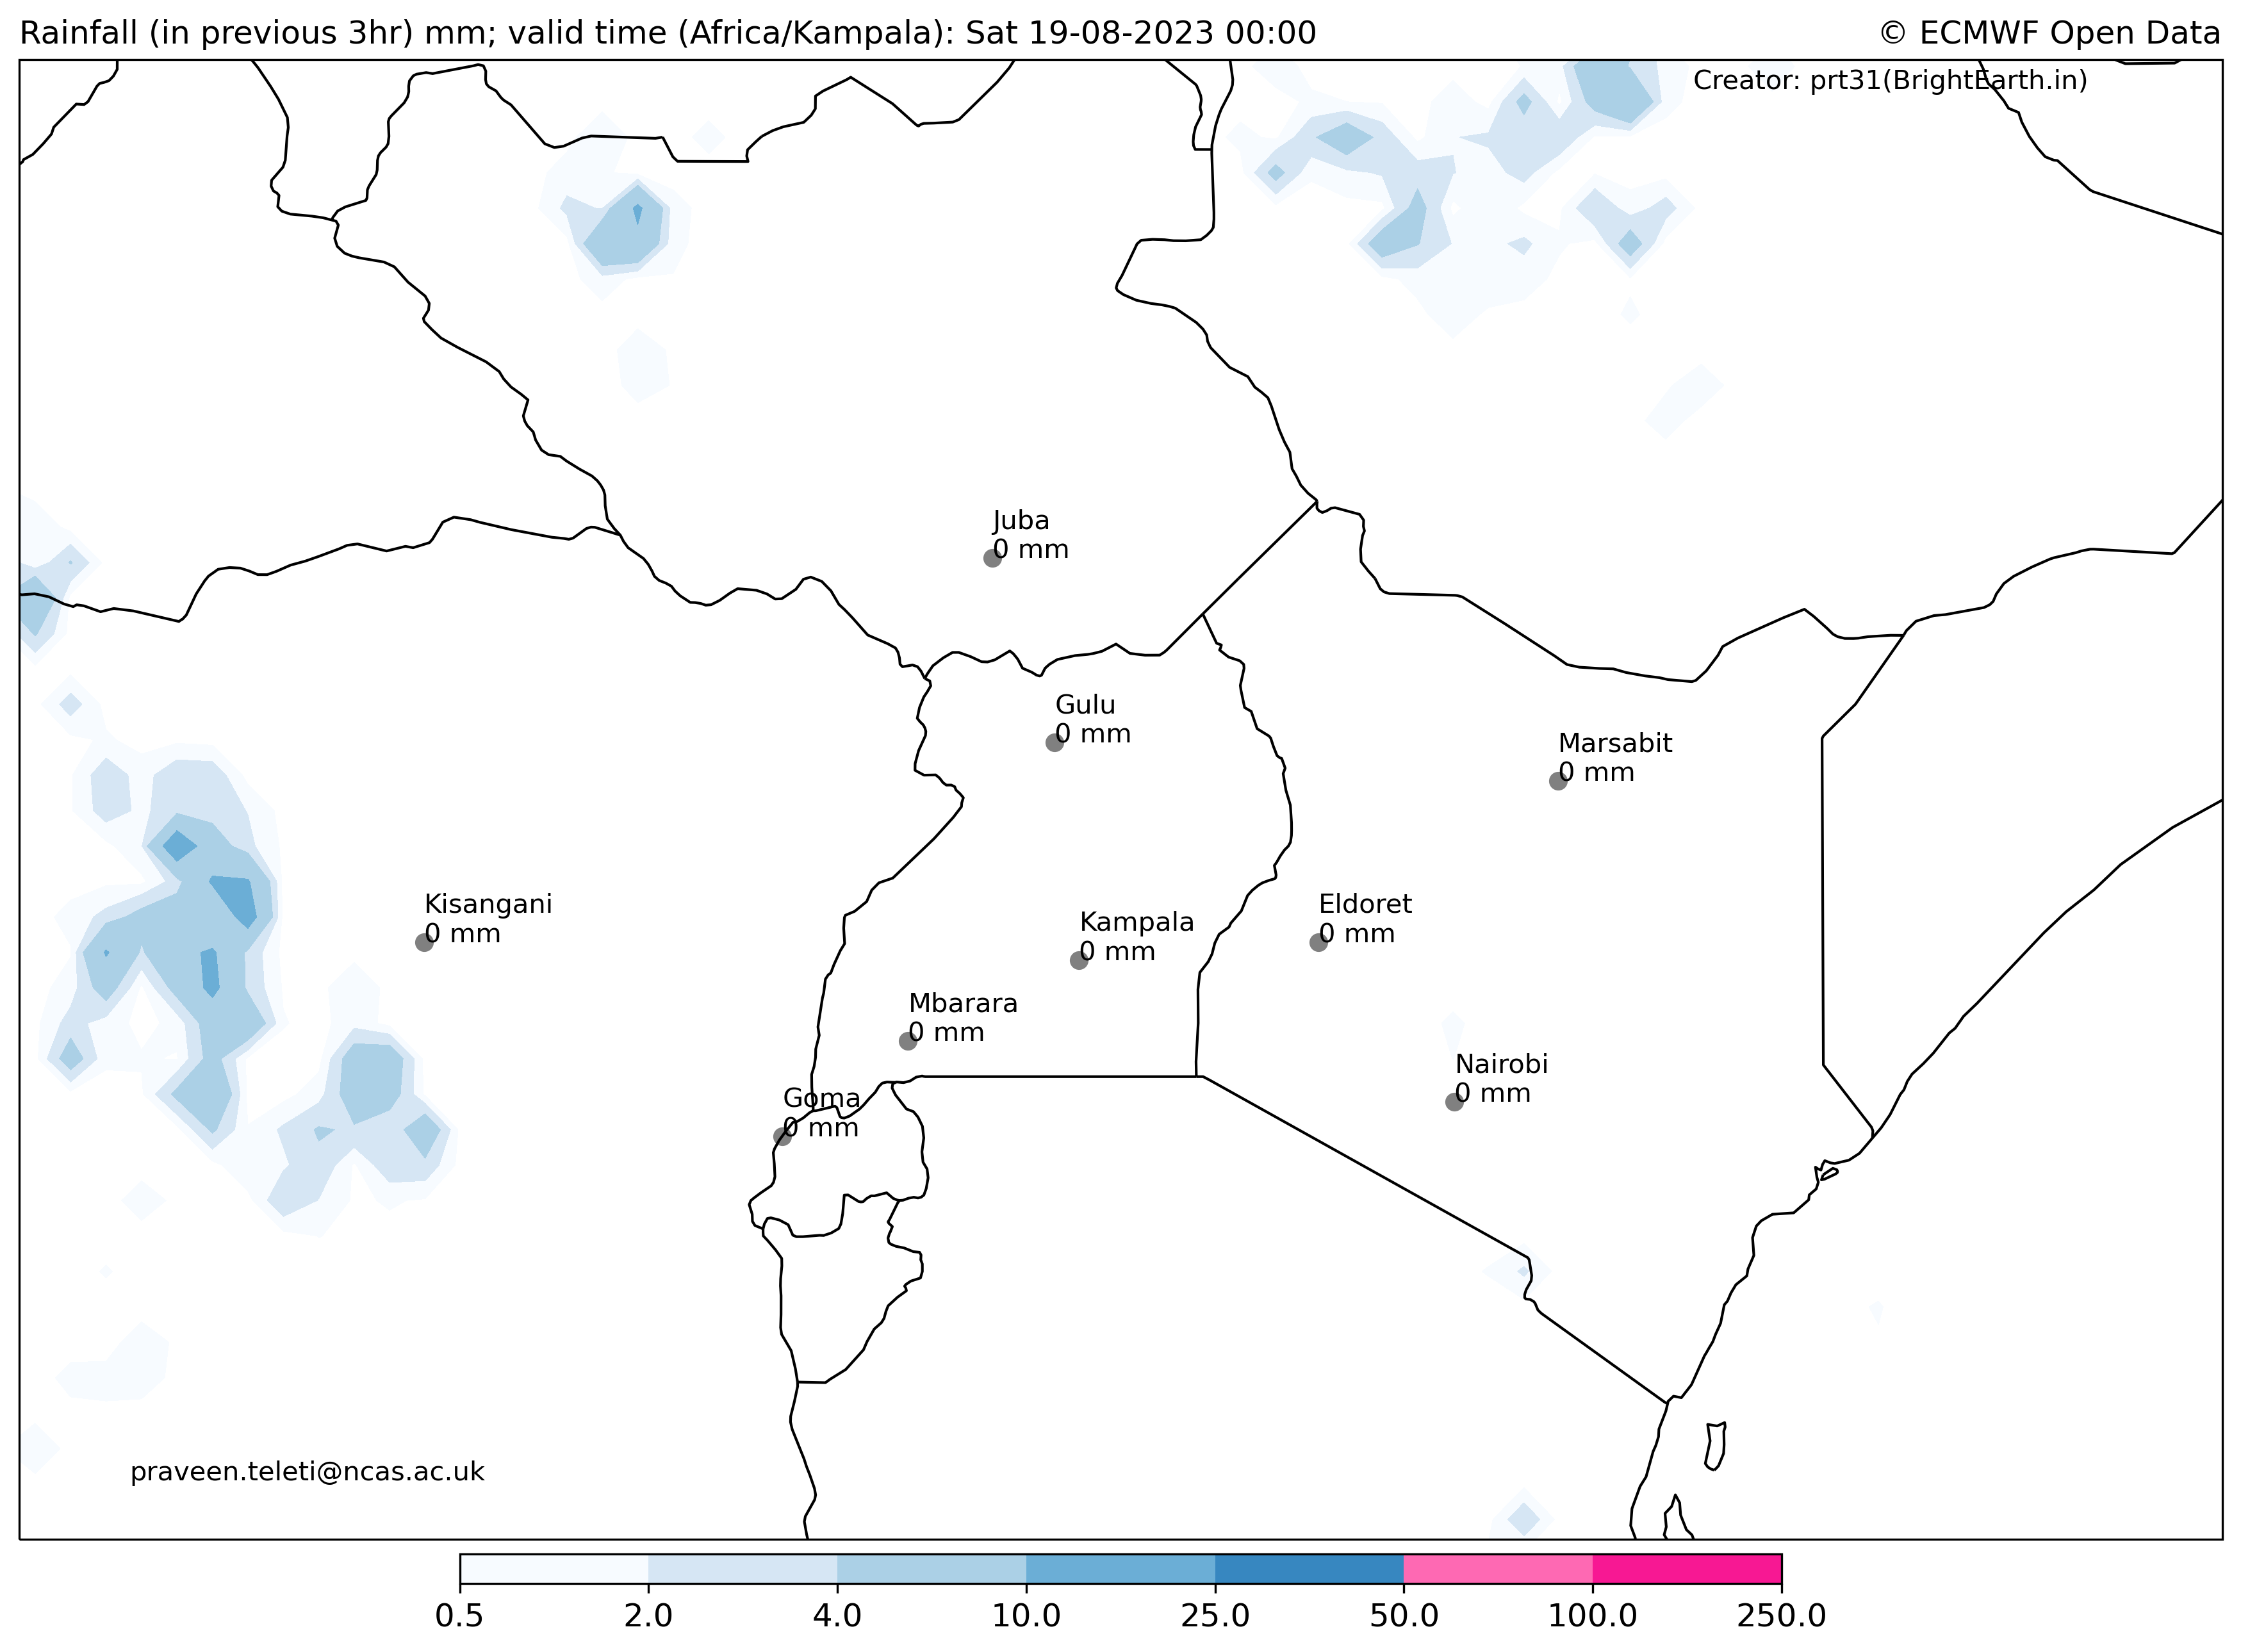 Rainfall (in previous 3hr) mm; valid time (Africa/Kampala): Sat 19-08-2023 00:00
© ECMWF Open Data
Creator: prt31(BrightEarth.in)
Juba
0 mm
Gulu
0 mm
Marsabit
0 mm
Kisangani
0 mm
Eldoret
0 mm
Kampala
0 mm
Mbarara
0 mm
Nairobi
0 mm
Goma
0 mm
praveen.teleti@ncas.ac.uk
0.5 2.0 4.0 10.0 25.0 50.0 100.0 250.0